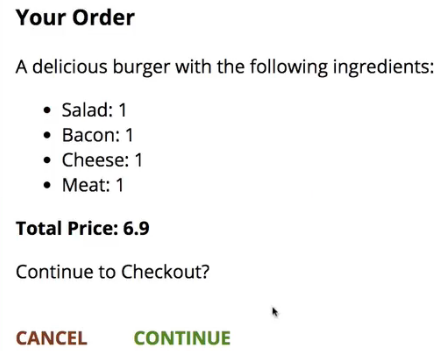 Your Order
A delicious burger with the following ingredients:
• Salad: 1
• Bacon: 1
• Cheese: 1
• Meat: 1
Total Price: 6.9
Continue to Checkout?
CANCEL CONTINUE